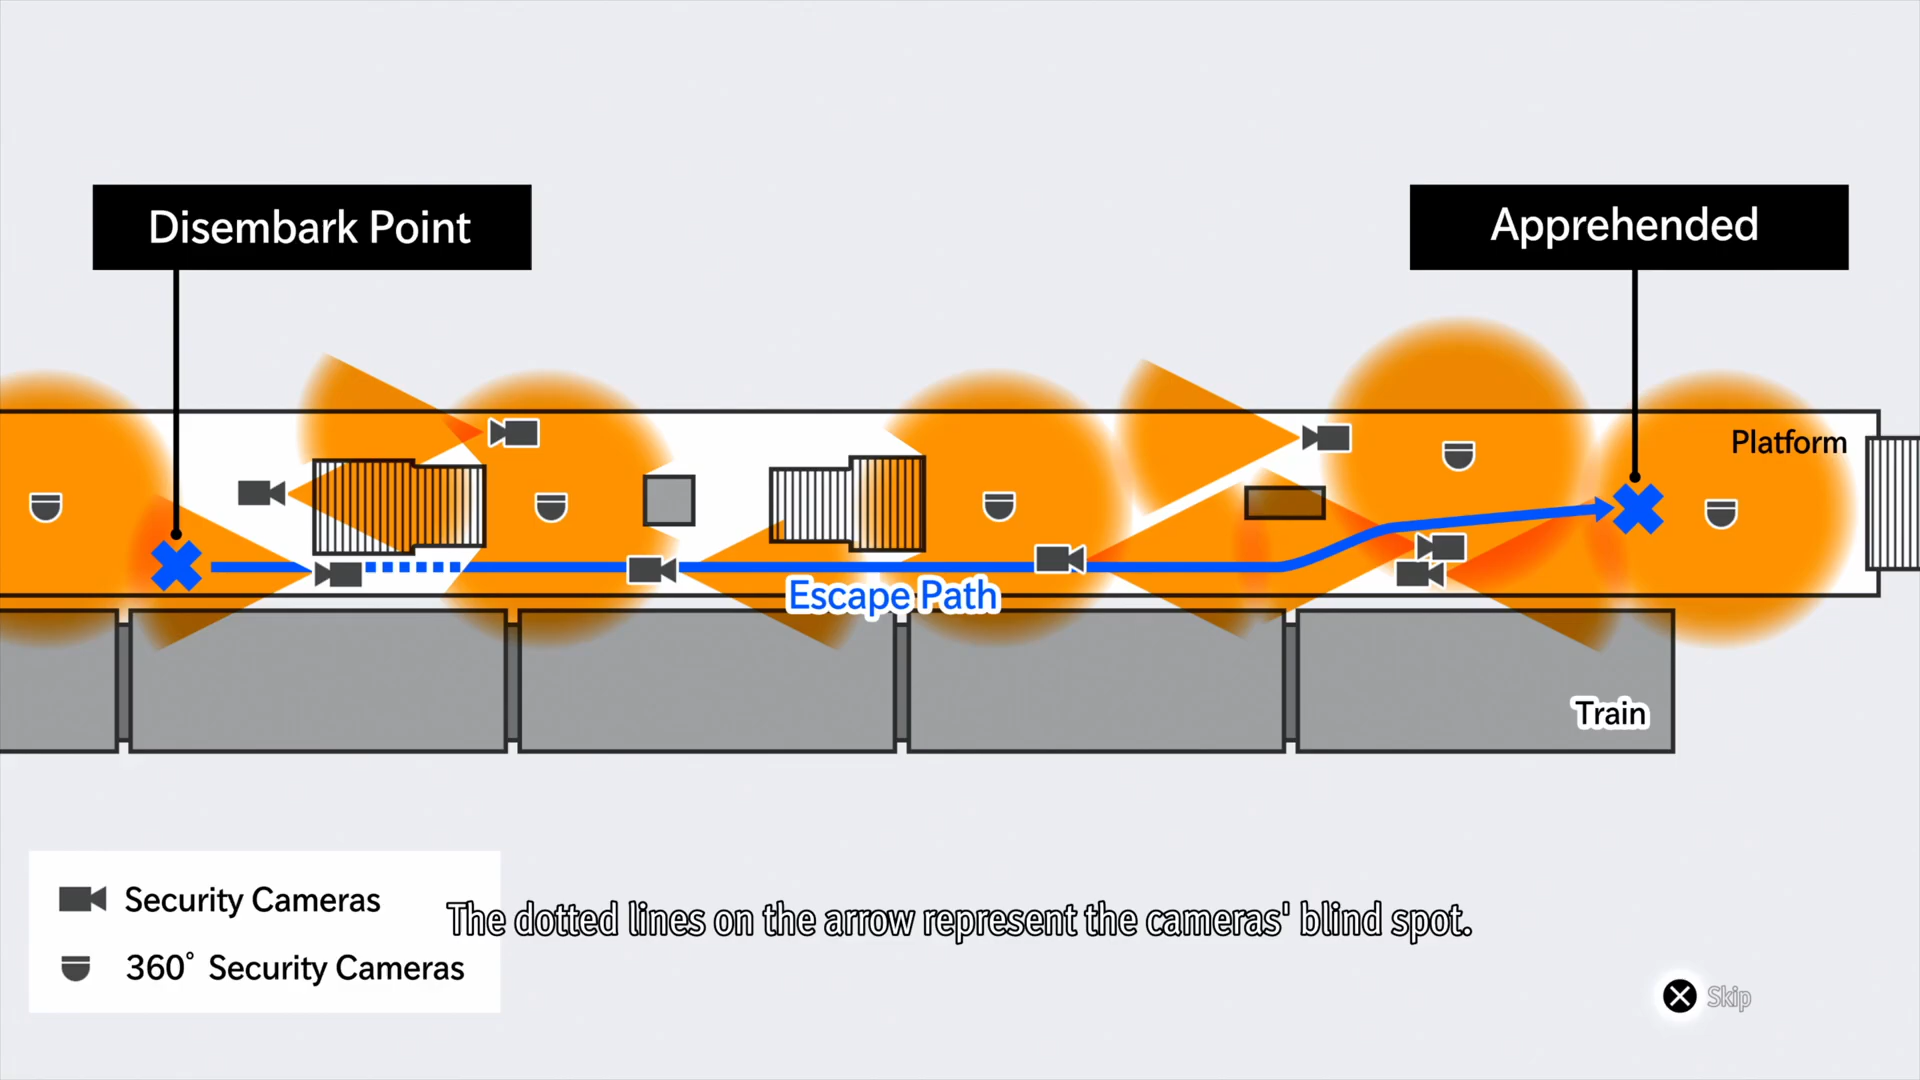 Disembark Point
Apprehended
Platform
Escape Path
Train
Security Cameras
360° Security Cameras
The dotted lines on the arrow represent the cameras' blind spot.
Skip